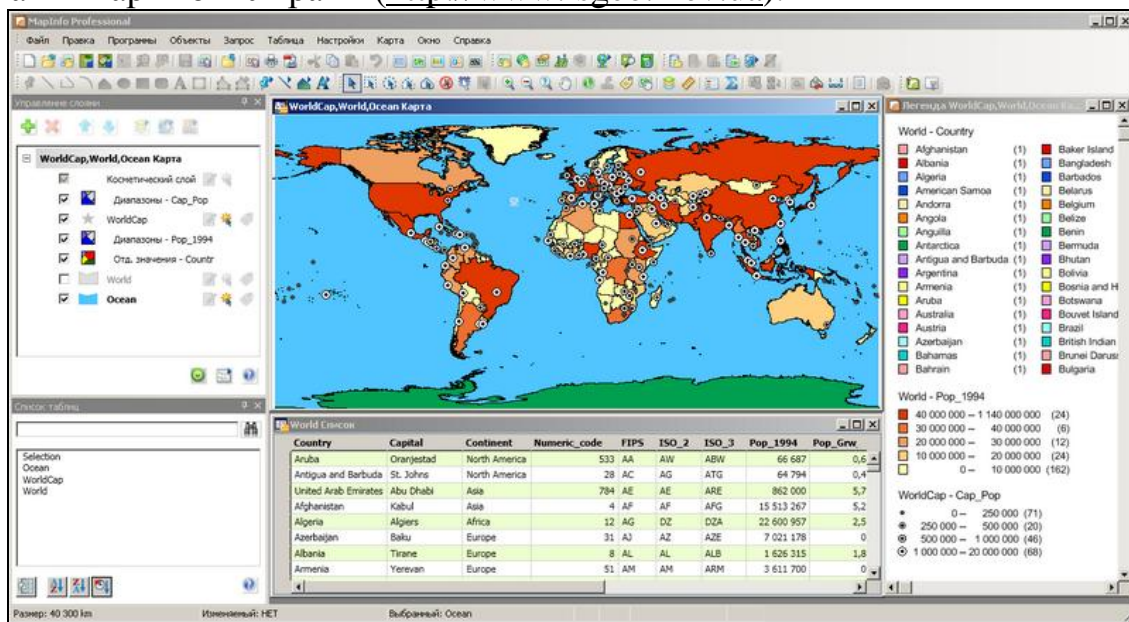 MapInfo Professional
Файл Правка Программы Объекты Запрос Таблица Настройки Карта Окно Справка
Управление слоями
WorldCap,World,Ocean Карта
Косметический слой
Диапазоны - Cap_Pop
WorldCap
Диапазоны - Pop_1994
Отд. значения - Countr
World
Ocean
Список таблиц
Selection
Ocean
WorldCap
World
WorldCap,World,Ocean Карта
World Список
Country Capital Continent Numeric_code FIPS ISO_2 ISO_3 Pop_1994 Pop_Grw
Aruba Oranjestad North America 533 AA AW ABW 66 687 0,6
Antigua and Barbuda St. Johns North America 28 AC AG ATG 64 794 0,4
United Arab Emirates Abu Dhabi Asia 784 AE AE ARE 862 000 5,7
Afghanistan Kabul Asia 4 AF AF AFG 15 513 267 5,2
Algeria Algiers Africa 12 AG DZ DZA 22 600 957 2,5
Azerbaijan Baku Europe 31 AJ AZ AZE 7 021 178 0
Albania Tirane Europe 8 AL AL ALB 1 626 315 1,8
Armenia Yerevan Europe 51 AM AM ARM 3 611 700 0
Легенда WorldCap,World,Ocean Ка...
World - Country
Afghanistan (1) Baker Island
Albania (1) Bangladesh
Algeria (1) Barbados
American Samoa (1) Belarus
Andorra (1) Belgium
Angola (1) Belize
Anguilla (1) Benin
Antarctica (1) Bermuda
Antigua and Barbuda (1) Bhutan
Argentina (1) Bolivia
Armenia (1) Bosnia and H
Aruba (1) Botswana
Australia (1) Bouvet Island
Austria (1) Brazil
Azerbaijan (1) British Indian
Bahamas (1) Brunei Daruss
Bahrain (1) Bulgaria
World - Pop_1994
40 000 000 – 1 140 000 000 (24)
30 000 000 – 40 000 000 (6)
20 000 000 – 30 000 000 (12)
10 000 000 – 20 000 000 (24)
0 – 10 000 000 (162)
WorldCap - Cap_Pop
0 – 250 000 (71)
250 000 – 500 000 (20)
500 000 – 1 000 000 (46)
1 000 000 – 20 000 000 (68)
Размер: 40 300 km Изменяемый: НЕТ Выбранный: Ocean